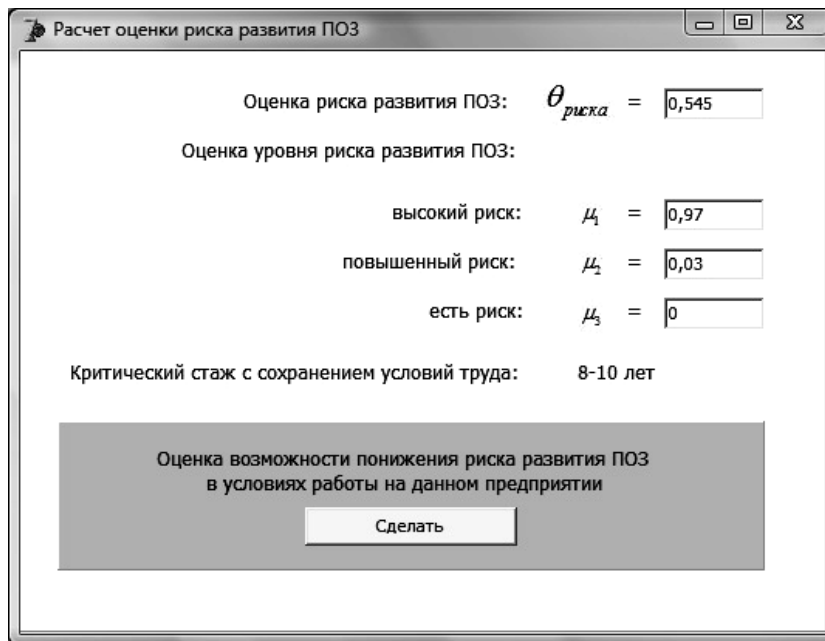 Расчет оценки риска развития ПОЗ
Оценка риска развития ПОЗ: θ риска = 0,545
Оценка уровня риска развития ПОЗ:
высокий риск: μ₁ = 0,97
повышенный риск: μ₂ = 0,03
есть риск: μ₃ = 0
Критический стаж с сохранением условий труда: 8-10 лет
Оценка возможности понижения риска развития ПОЗ
в условиях работы на данном предприятии
Сделать